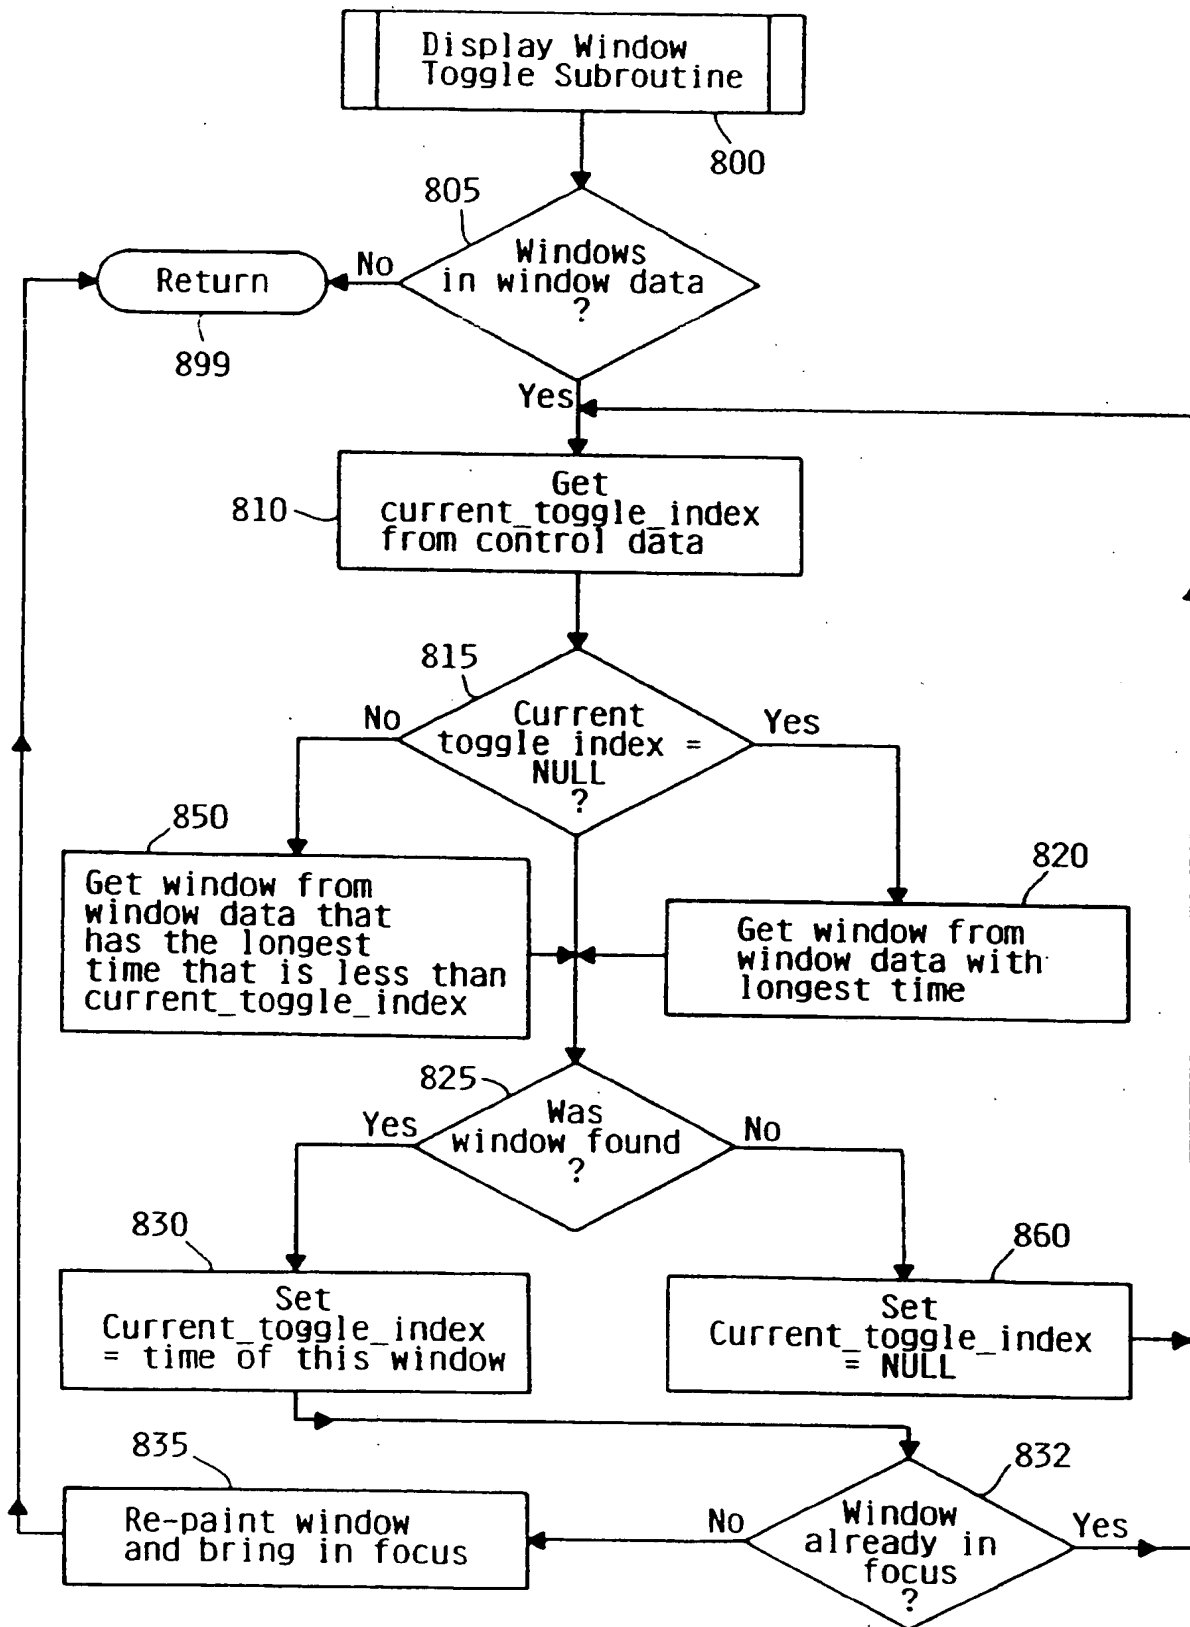 Display Window
Toggle Subroutine
800
805
Windows
in window data
?
No
Return
899
Yes
810
Get
current_toggle_index
from control data
815
Current
toggle index =
NULL
?
No
Yes
850
Get window from
window data that
has the longest
time that is less than
current_toggle_index
820
Get window from
window data with
longest time
825
Was
window found
?
Yes
No
830
Set
Current_toggle_index
= time of this window
860
Set
Current_toggle_index
= NULL
835
Re-paint window
and bring in focus
832
Window
already in
focus
?
No
Yes